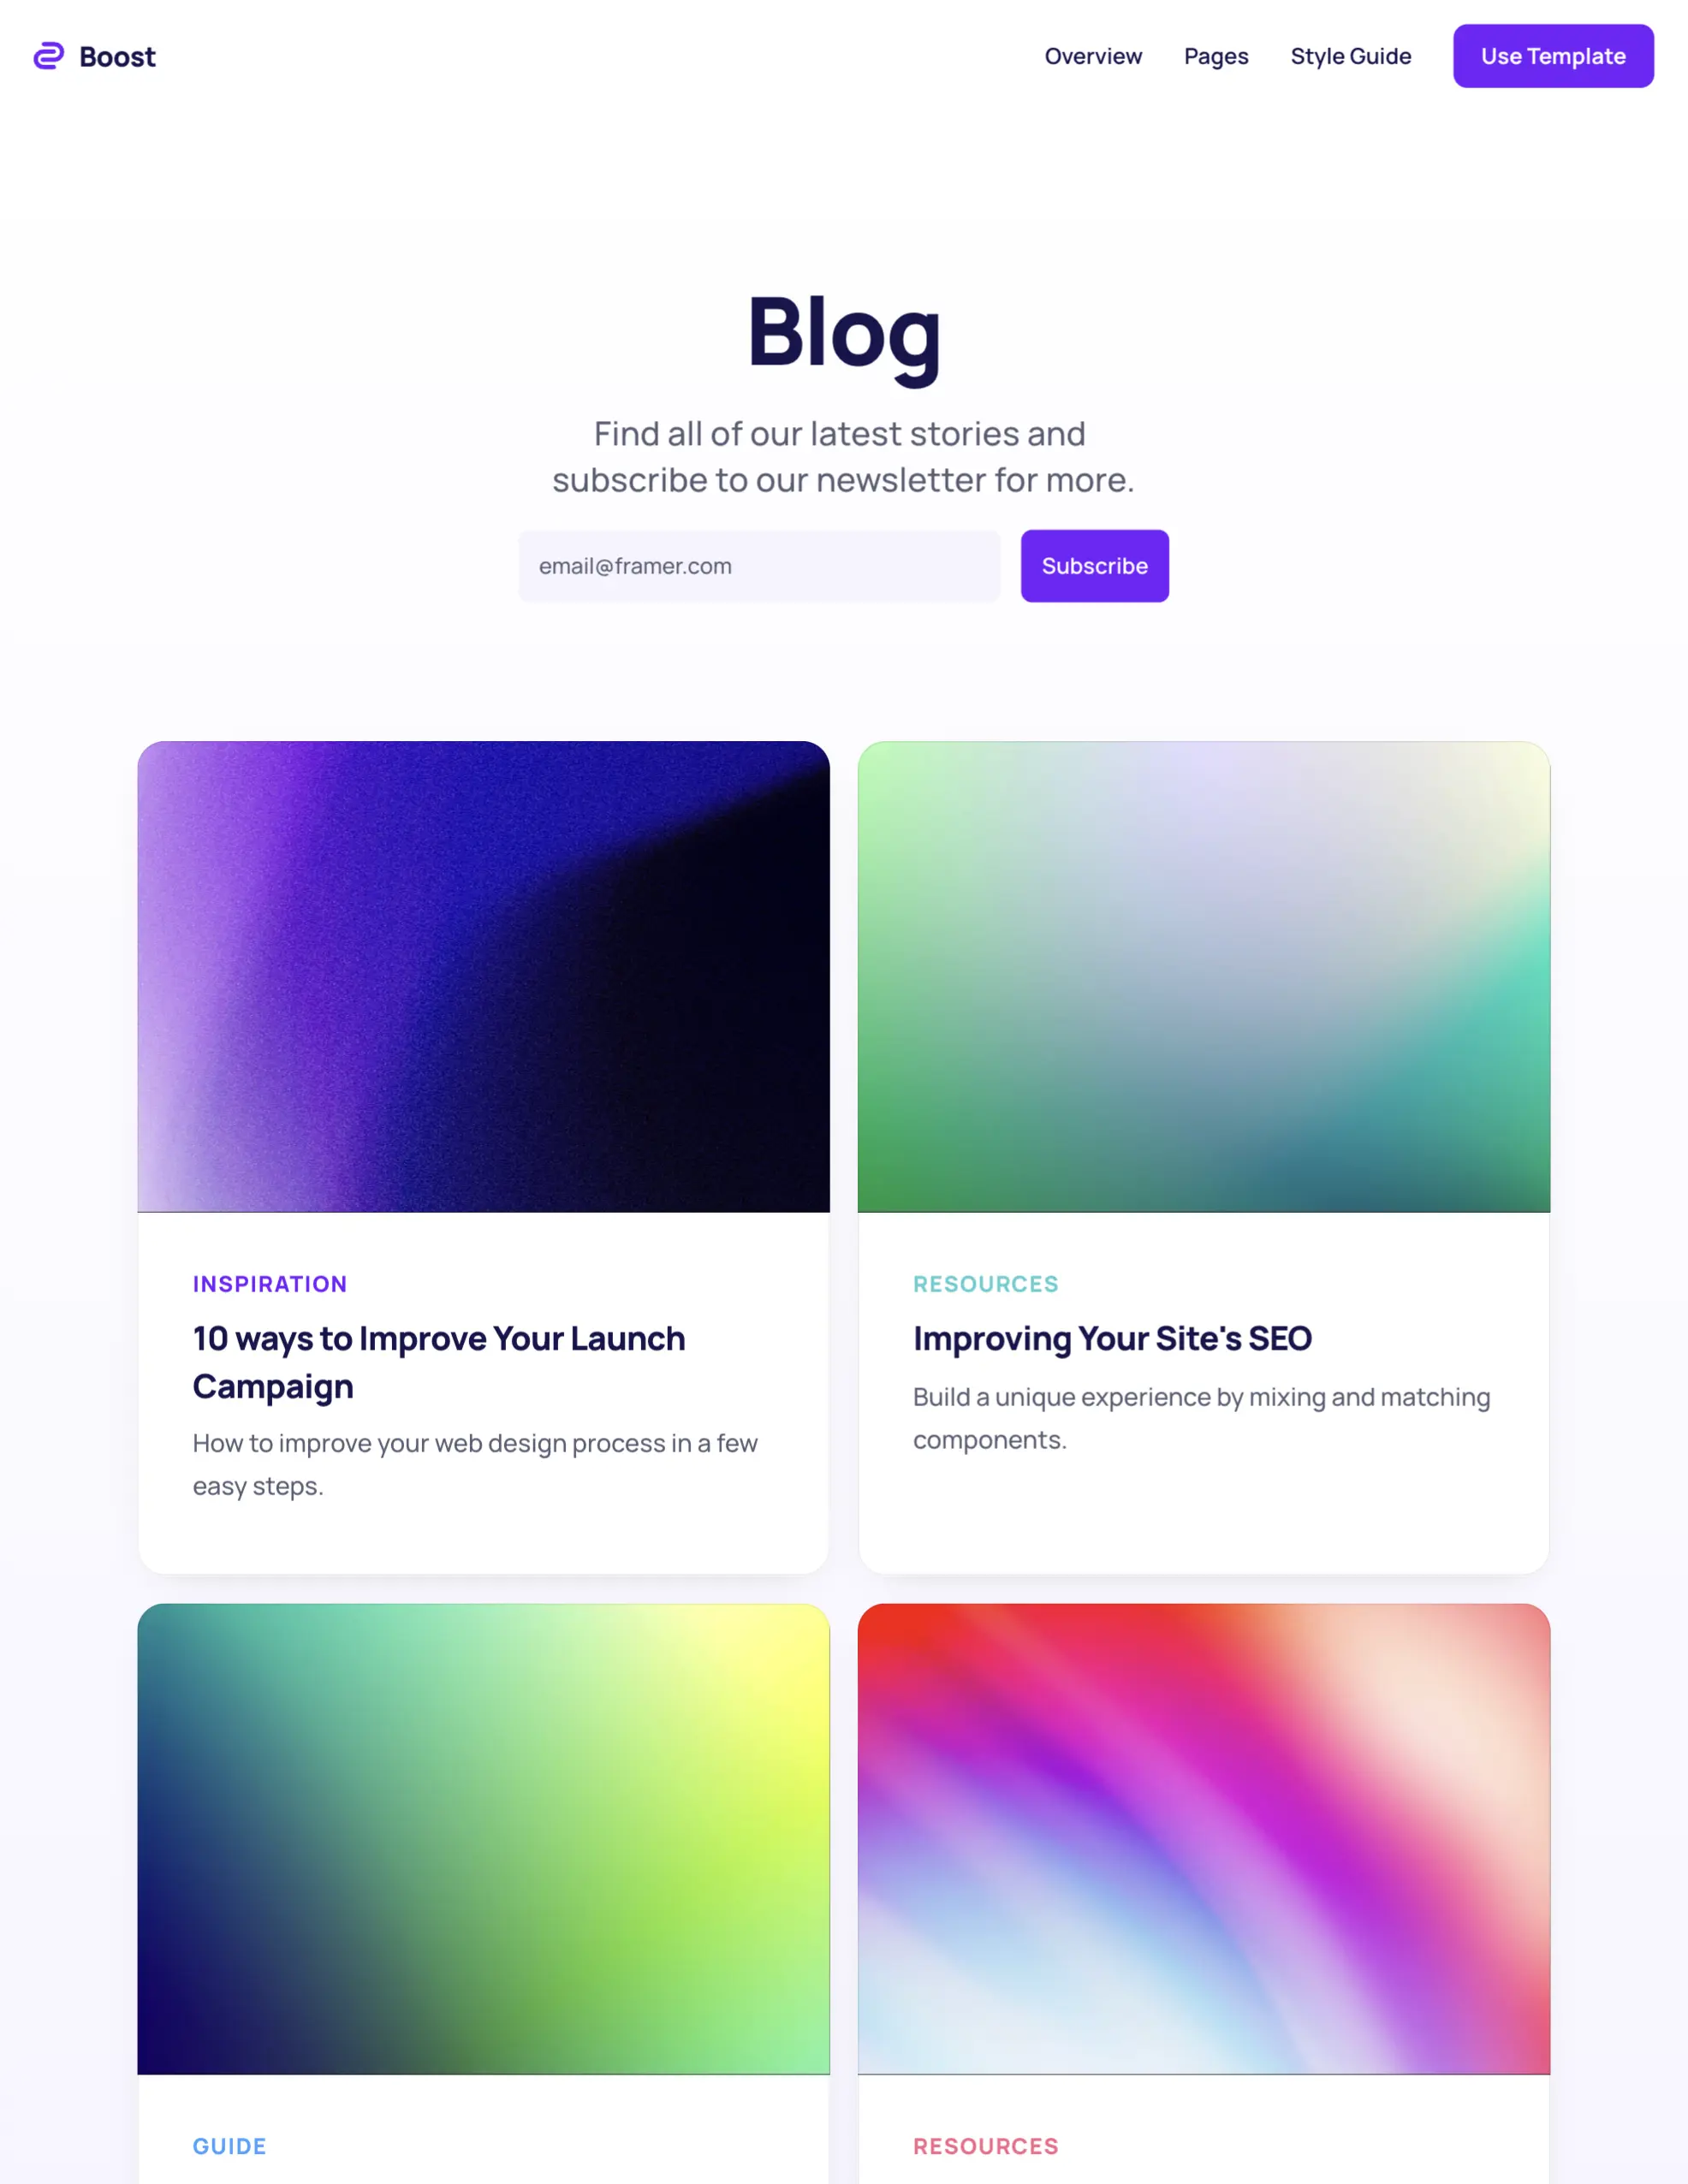 Boost
Overview
Pages
Style Guide
Use Template
Blog
Find all of our latest stories and
subscribe to our newsletter for more.
email@framer.com
Subscribe
INSPIRATION
10 ways to Improve Your Launch
Campaign
How to improve your web design process in a few
easy steps.
RESOURCES
Improving Your Site's SEO
Build a unique experience by mixing and matching
components.
GUIDE
RESOURCES